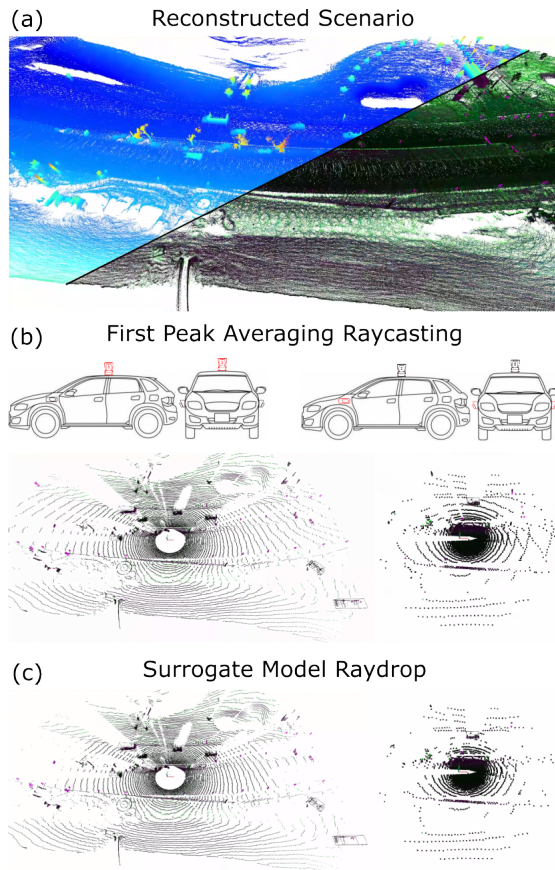 (a) Reconstructed Scenario
(b) First Peak Averaging Raycasting
(c) Surrogate Model Raydrop